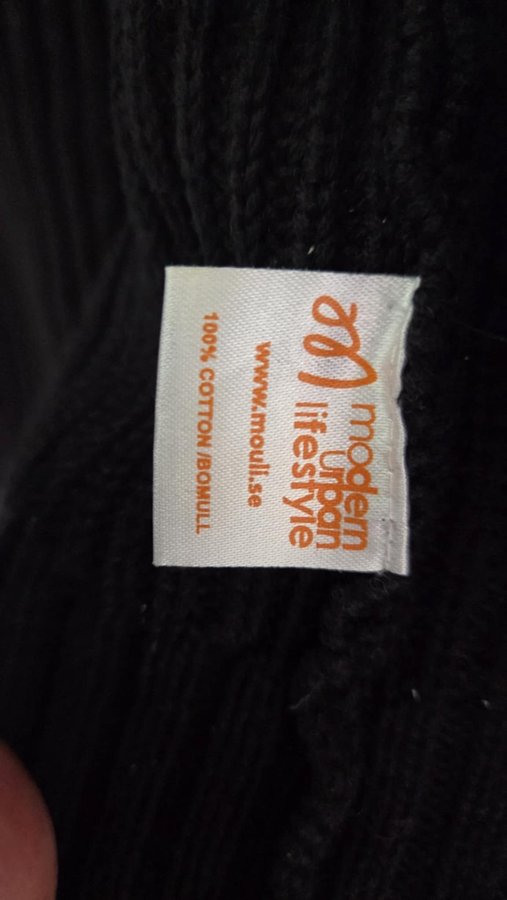 modern
urban
lifestyle
www.mouli.se
100% COTTON /BOMULL